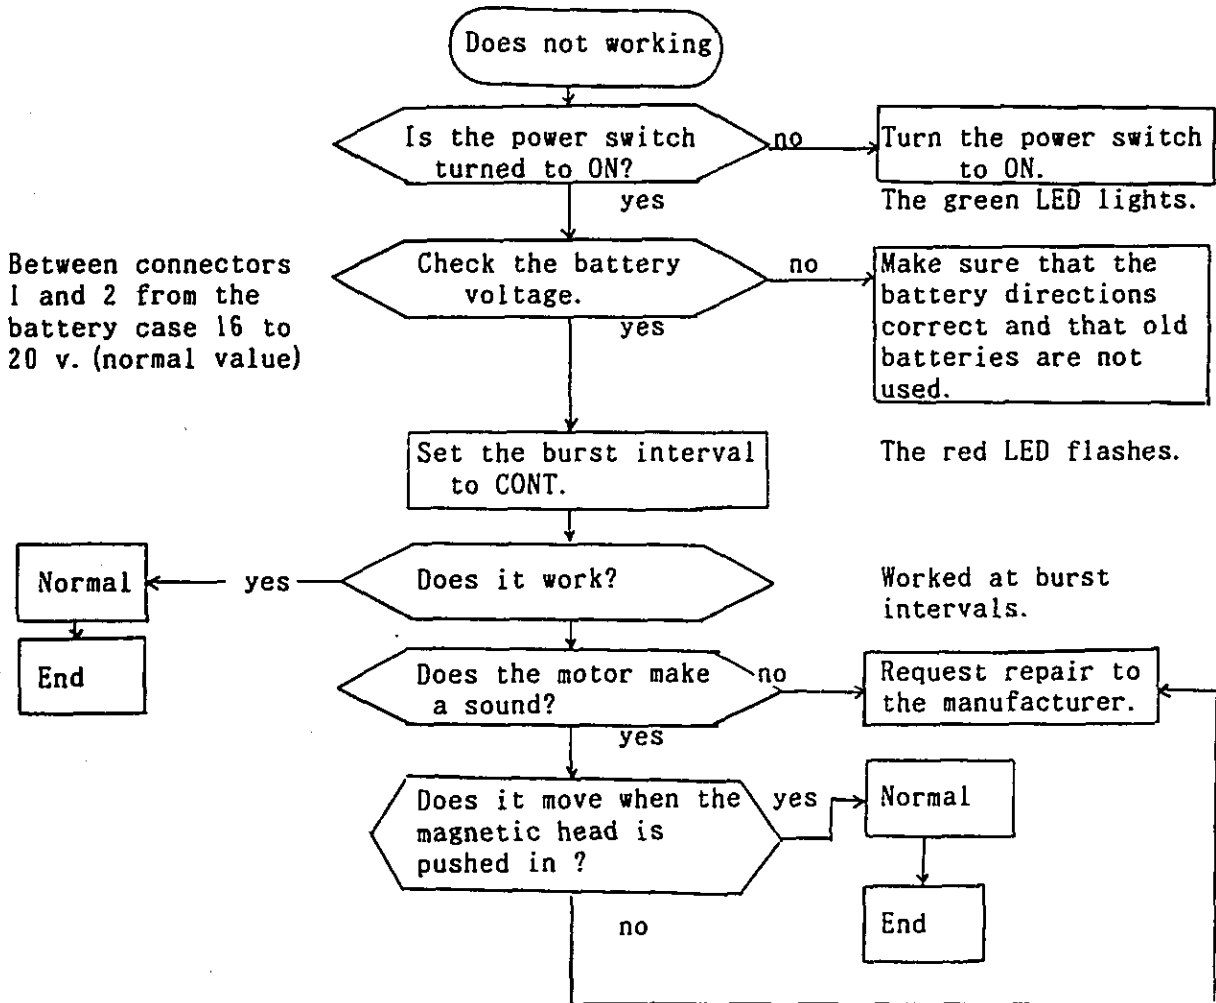 Does not working
Is the power switch
turned to ON?
no
Turn the power switch
to ON.
yes
The green LED lights.
Between connectors
1 and 2 from the
battery case 16 to
20 v. (normal value)
Check the battery
voltage.
no
yes
Make sure that the
battery directions
correct and that old
batteries are not
used.
Set the burst interval
to CONT.
The red LED flashes.
Normal
yes
Does it work?
Worked at burst
intervals.
End
Does the motor make
a sound?
no
yes
Request repair to
the manufacturer.
Does it move when the
magnetic head is
pushed in ?
yes
Normal
no
End